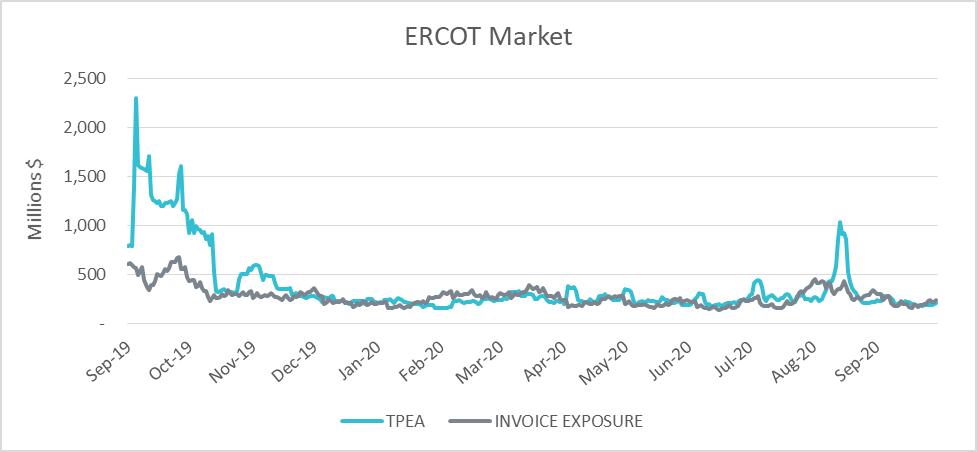 ERCOT Market
Millions $
2,500
2,000
1,500
1,000
500
-
Sep-19
Oct-19
Nov-19
Dec-19
Jan-20
Feb-20
Mar-20
Apr-20
May-20
Jun-20
Jul-20
Aug-20
Sep-20
TPEA
INVOICE EXPOSURE